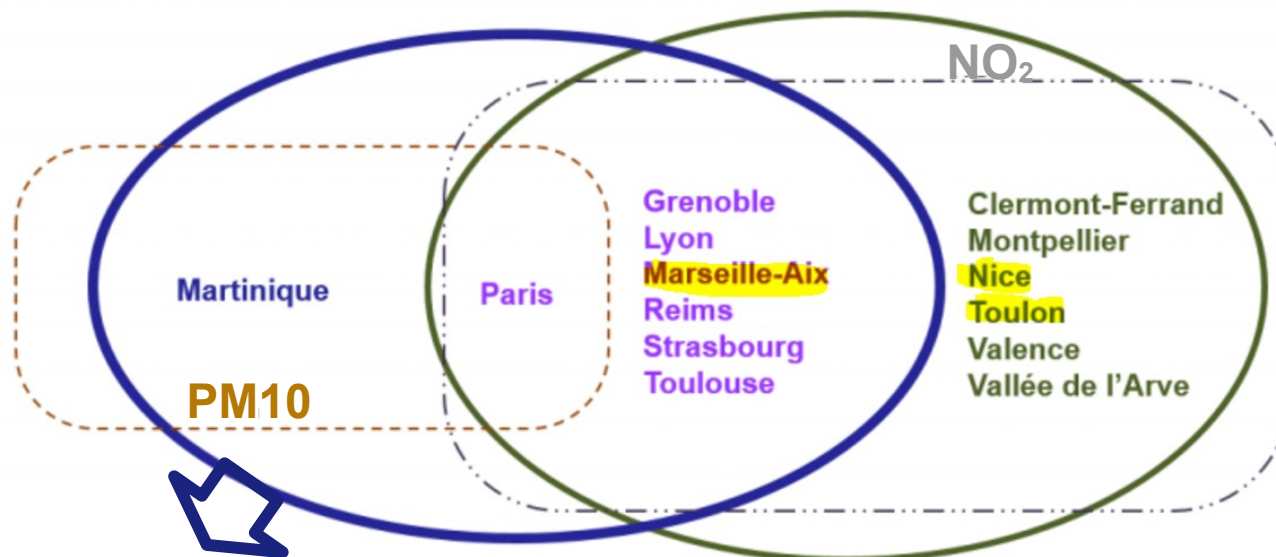 NO₂
Grenoble
Lyon
Marseille-Aix
Reims
Strasbourg
Toulouse
Clermont-Ferrand
Montpellier
Nice
Toulon
Valence
Vallée de l'Arve
Martinique
Paris
PM10